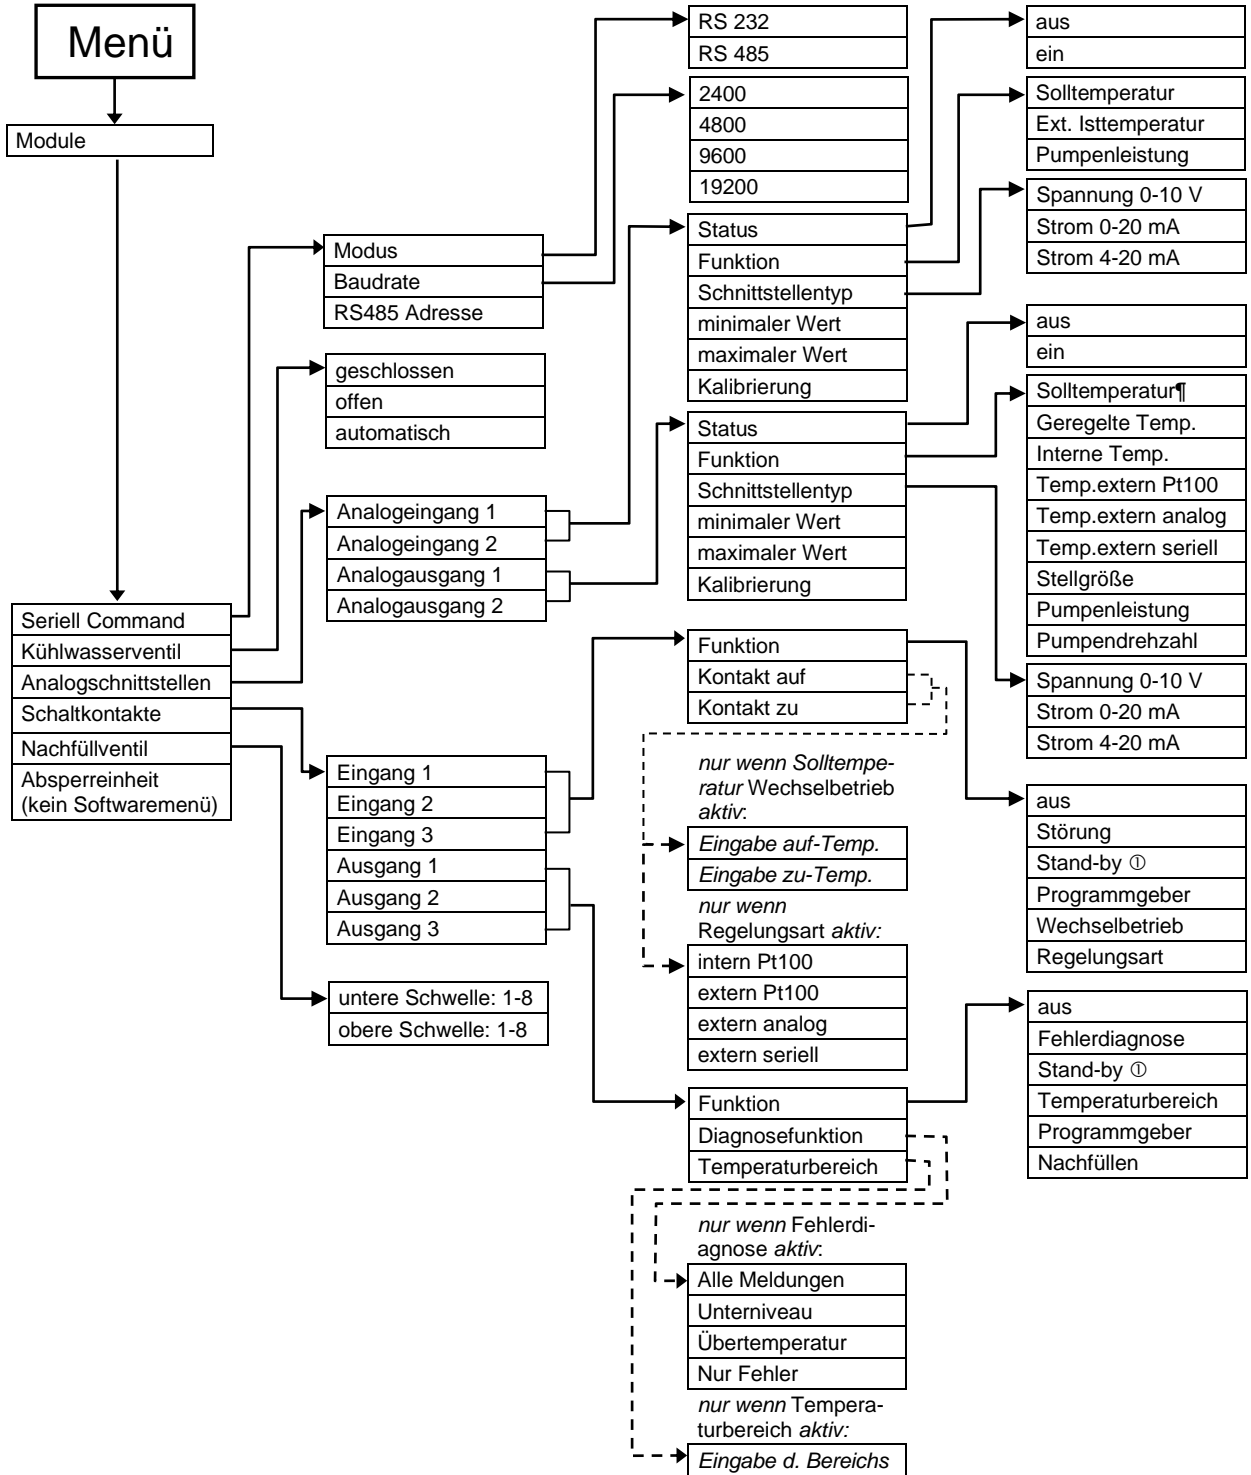 Menü
Module
Seriell Command
Kühlwasserventil
Analogschnittstellen
Schaltkontakte
Nachfüllventil
Absperreinheit
(kein Softwaremenü)
Modus
Baudrate
RS485 Adresse
geschlossen
offen
automatisch
Analogeingang 1
Analogeingang 2
Analogausgang 1
Analogausgang 2
Eingang 1
Eingang 2
Eingang 3
Ausgang 1
Ausgang 2
Ausgang 3
untere Schwelle: 1-8
obere Schwelle: 1-8
RS 232
RS 485
2400
4800
9600
19200
Status
Funktion
Schnittstellentyp
minimaler Wert
maximaler Wert
Kalibrierung
Status
Funktion
Schnittstellentyp
minimaler Wert
maximaler Wert
Kalibrierung
Funktion
Kontakt auf
Kontakt zu
nur wenn Solltempe-
ratur Wechselbetrieb
aktiv:
Eingabe auf-Temp.
Eingabe zu-Temp.
nur wenn
Regelungsart aktiv:
intern Pt100
extern Pt100
extern analog
extern seriell
Funktion
Diagnosefunktion
Temperaturbereich
nur wenn Fehlerdi-
agnose aktiv:
Alle Meldungen
Unterniveau
Übertemperatur
Nur Fehler
nur wenn Tempera-
turbereich aktiv:
Eingabe d. Bereichs
aus
ein
Solltemperatur
Ext. Isttemperatur
Pumpenleistung
Spannung 0-10 V
Strom 0-20 mA
Strom 4-20 mA
aus
ein
Solltemperatur¶
Geregelte Temp.
Interne Temp.
Temp.extern Pt100
Temp.extern analog
Temp.extern seriell
Stellgröße
Pumpenleistung
Pumpendrehzahl
Spannung 0-10 V
Strom 0-20 mA
Strom 4-20 mA
aus
Störung
Stand-by ①
Programmgeber
Wechselbetrieb
Regelungsart
aus
Fehlerdiagnose
Stand-by ①
Temperaturbereich
Programmgeber
Nachfüllen